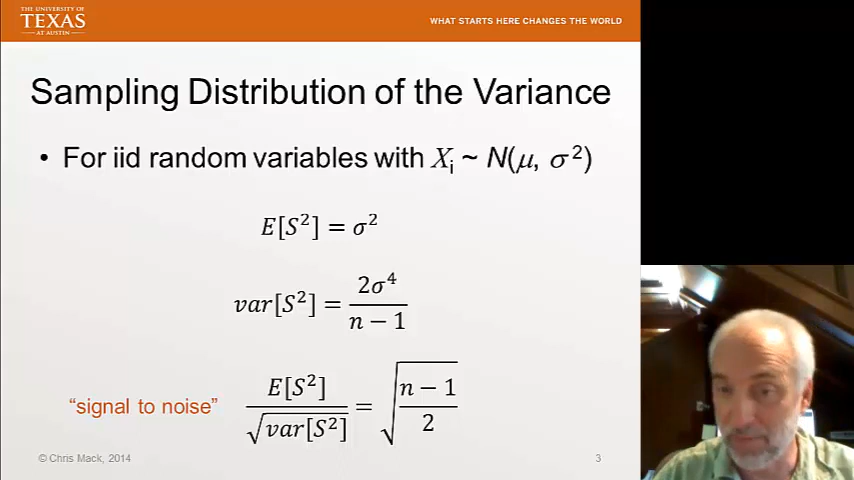 THE UNIVERSITY OF
TEXAS
AT AUSTIN
WHAT STARTS HERE CHANGES THE WORLD
Sampling Distribution of the Variance
• For iid random variables with Xᵢ ~ N(μ, σ²)
E[S²] = σ²
var[S²] = 2σ⁴ / (n − 1)
"signal to noise" E[S²] / √var[S²] = √((n − 1) / 2)
© Chris Mack, 2014
3